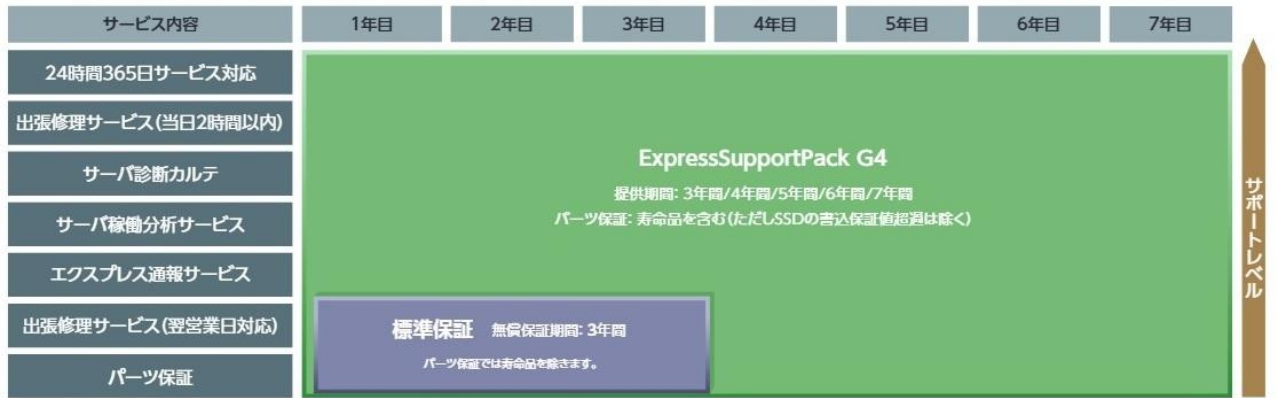 サービス内容 1年目 2年目 3年目 4年目 5年目 6年目 7年目
24時間365日サービス対応
出張修理サービス(当日2時間以内)
サーバ診断カルテ
サーバ稼働分析サービス
エクスプレス通報サービス
出張修理サービス(翌営業日対応)
パーツ保証
ExpressSupportPack G4
提供期間: 3年間/4年間/5年間/6年間/7年間
パーツ保証: 寿命品を含む(ただしSSDの書込保証値超過は除く)
標準保証 無償保証期間: 3年間
パーツ保証では寿命品を除きます。
サポートレベル